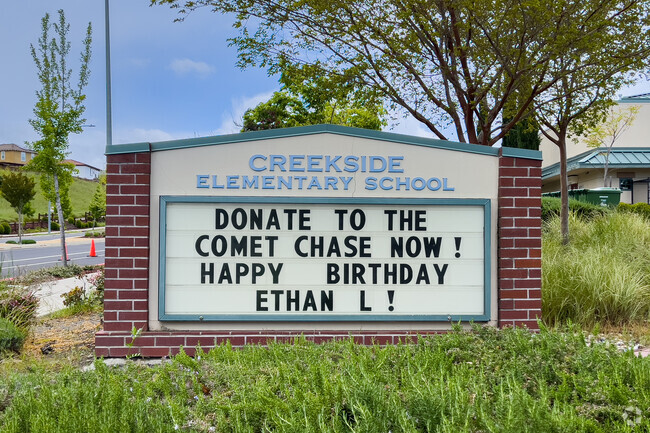 CREEKSIDE
ELEMENTARY SCHOOL
DONATE TO THE
COMET CHASE NOW!
HAPPY BIRTHDAY
ETHAN L!